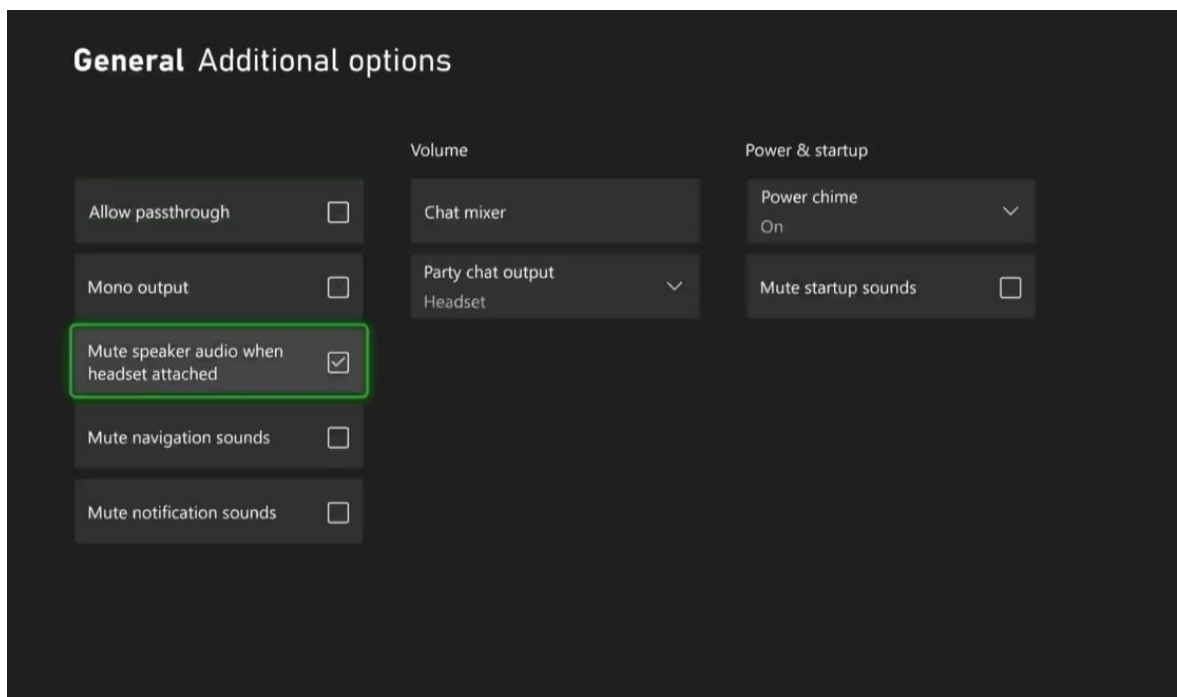 General Additional options
Allow passthrough
Mono output
Mute speaker audio when
headset attached
Mute navigation sounds
Mute notification sounds
Volume
Chat mixer
Party chat output
Headset
Power & startup
Power chime
On
Mute startup sounds